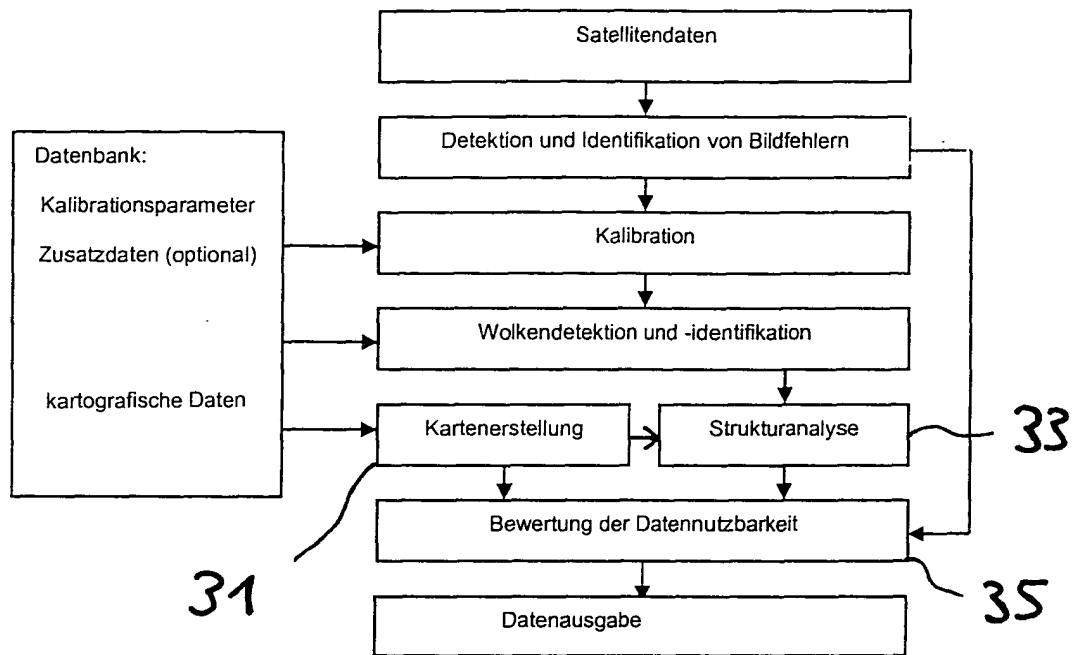 Satellitendaten
Detektion und Identifikation von Bildfehlern
Datenbank:
Kalibrationsparameter
Zusatzdaten (optional)
kartografische Daten
Kalibration
Wolkendetektion und -identifikation
Kartenerstellung
Strukturanalyse
33
Bewertung der Datennutzbarkeit
31
35
Datenausgabe